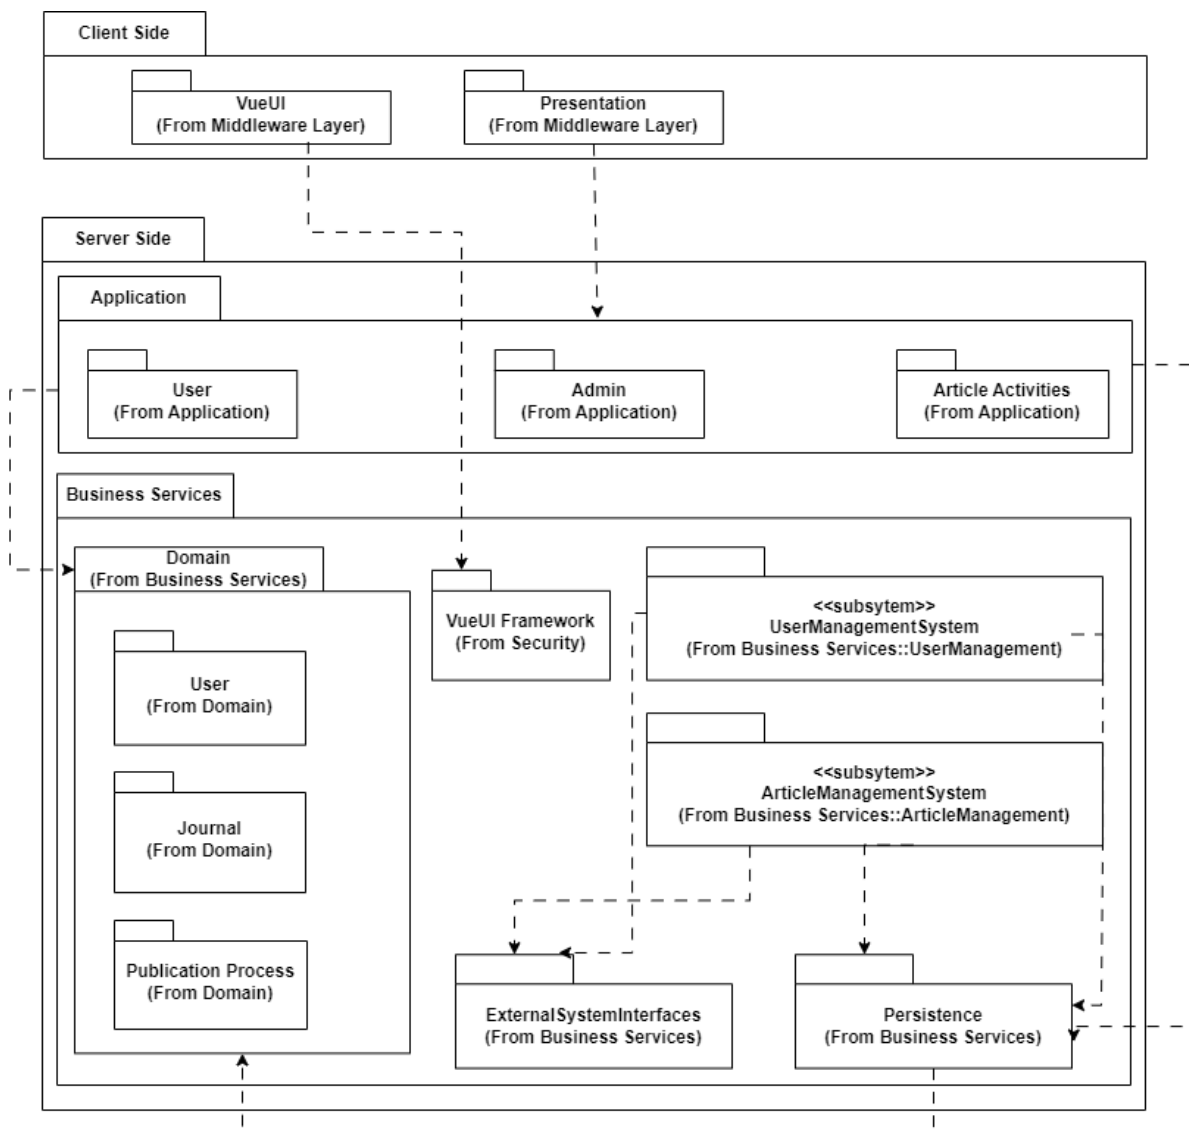 Client Side
VueUI
(From Middleware Layer)
Presentation
(From Middleware Layer)
Server Side
Application
User
(From Application)
Admin
(From Application)
Article Activities
(From Application)
Business Services
Domain
(From Business Services)
User
(From Domain)
Journal
(From Domain)
Publication Process
(From Domain)
VueUI Framework
(From Security)
<<subsytem>>
UserManagementSystem
(From Business Services::UserManagement)
<<subsytem>>
ArticleManagementSystem
(From Business Services::ArticleManagement)
ExternalSystemInterfaces
(From Business Services)
Persistence
(From Business Services)